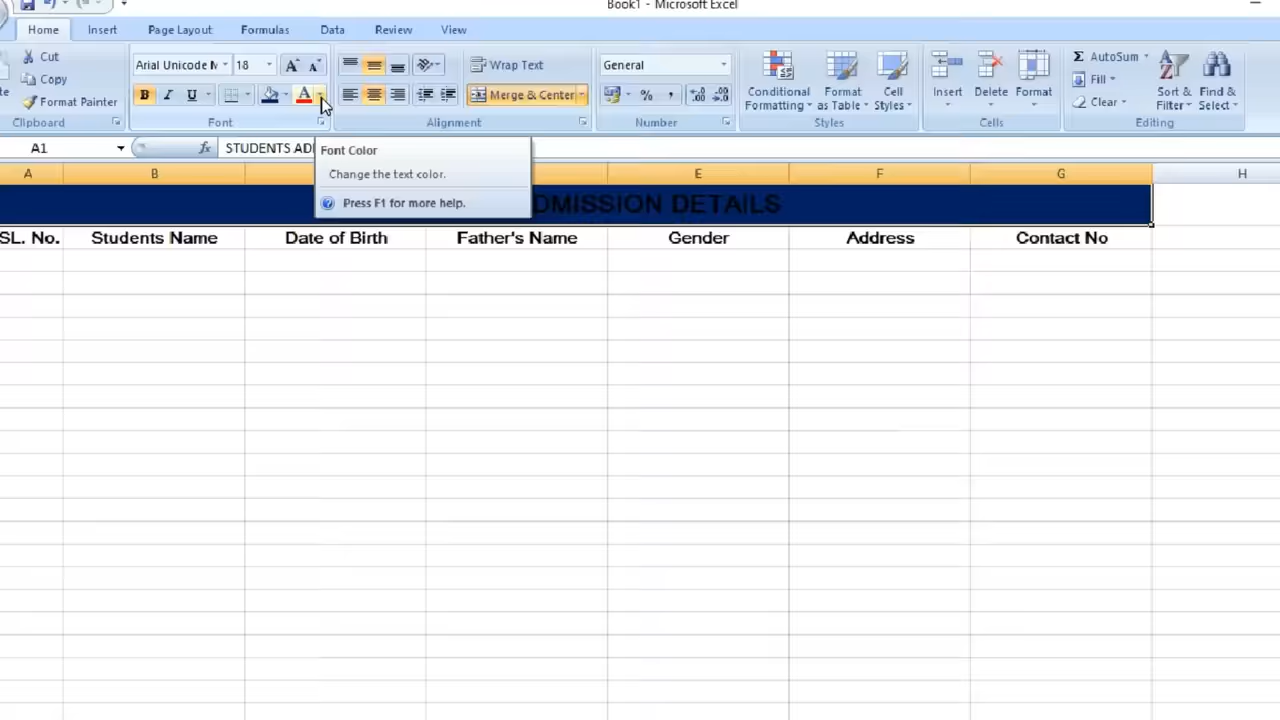 Book1 - Microsoft Excel
Home Insert Page Layout Formulas Data Review View
Cut
Copy
Format Painter
Clipboard
Arial Unicode M 18
B I U A
Font
Wrap Text
Merge & Center
Alignment
General
% ,
Number
Conditional Formatting
Format as Table
Cell Styles
Styles
Insert Delete Format
Cells
AutoSum
Fill
Clear
Sort & Filter
Find & Select
Editing
A1 fx STUDENTS AD
Font Color
Change the text color.
Press F1 for more help.
A B E F G H
DMISSION DETAILS
SL. No. Students Name Date of Birth Father's Name Gender Address Contact No